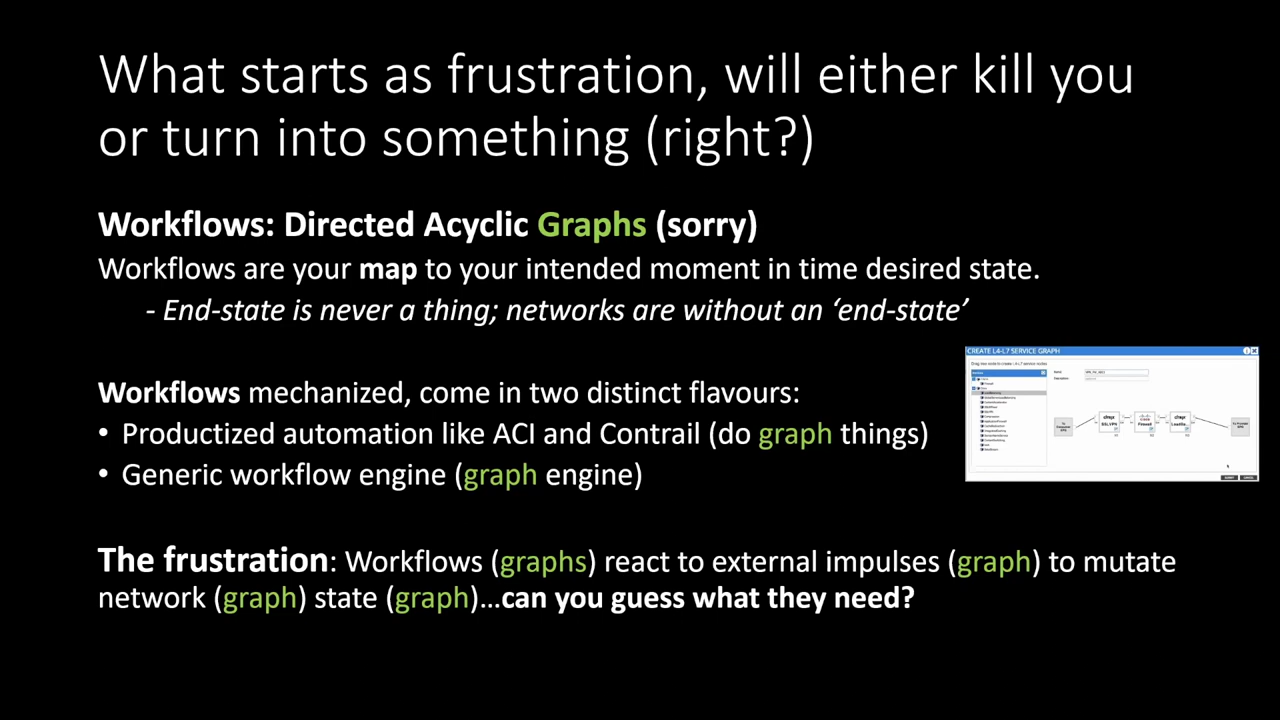 What starts as frustration, will either kill you
or turn into something (right?)
Workflows: Directed Acyclic Graphs (sorry)
Workflows are your map to your intended moment in time desired state.
- End-state is never a thing; networks are without an ‘end-state’
CREATE L4-L7 SERVICE GRAPH
Workflows mechanized, come in two distinct flavours:
• Productized automation like ACI and Contrail (do graph things)
• Generic workflow engine (graph engine)
The frustration: Workflows (graphs) react to external impulses (graph) to mutate
network (graph) state (graph)…can you guess what they need?